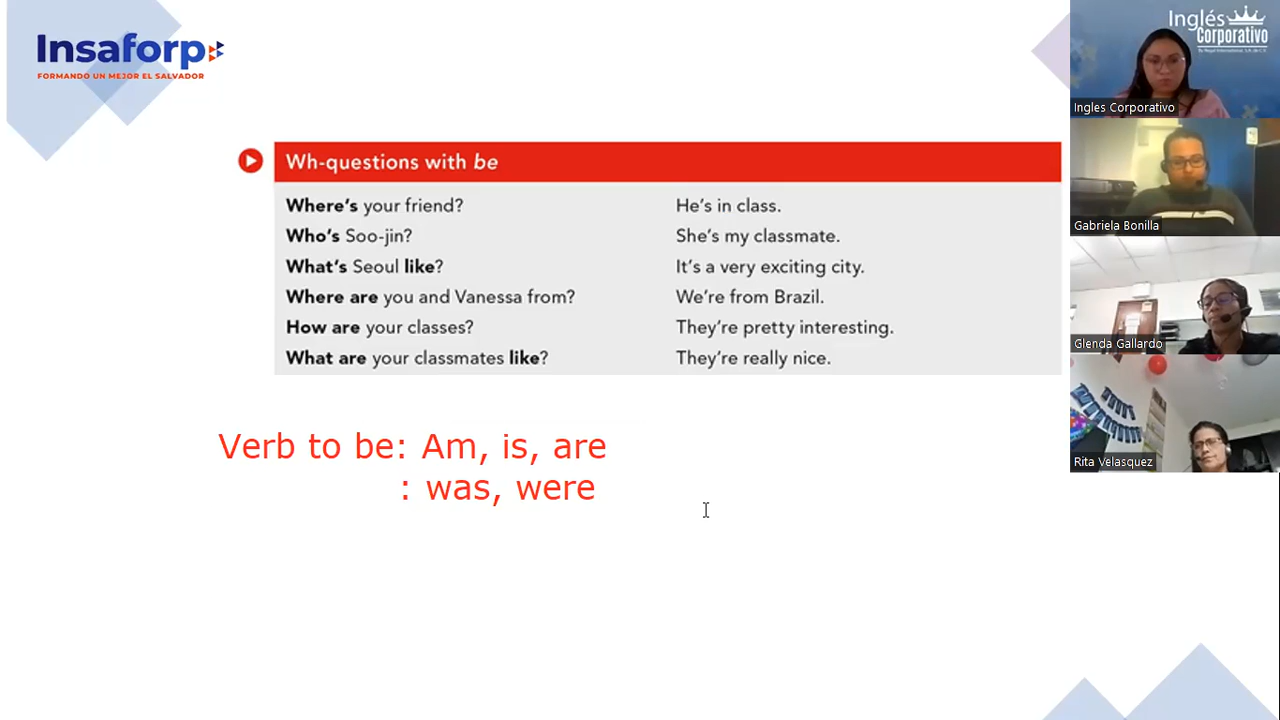 Insaforp
FORMANDO UN MEJOR EL SALVADOR
Wh-questions with be
Where's your friend? He's in class.
Who's Soo-jin? She's my classmate.
What's Seoul like? It's a very exciting city.
Where are you and Vanessa from? We're from Brazil.
How are your classes? They're pretty interesting.
What are your classmates like? They're really nice.
Verb to be: Am, is, are
: was, were
Inglés
Corporativo
Ingles Corporativo
Gabriela Bonilla
Glenda Gallardo
Rita Velasquez